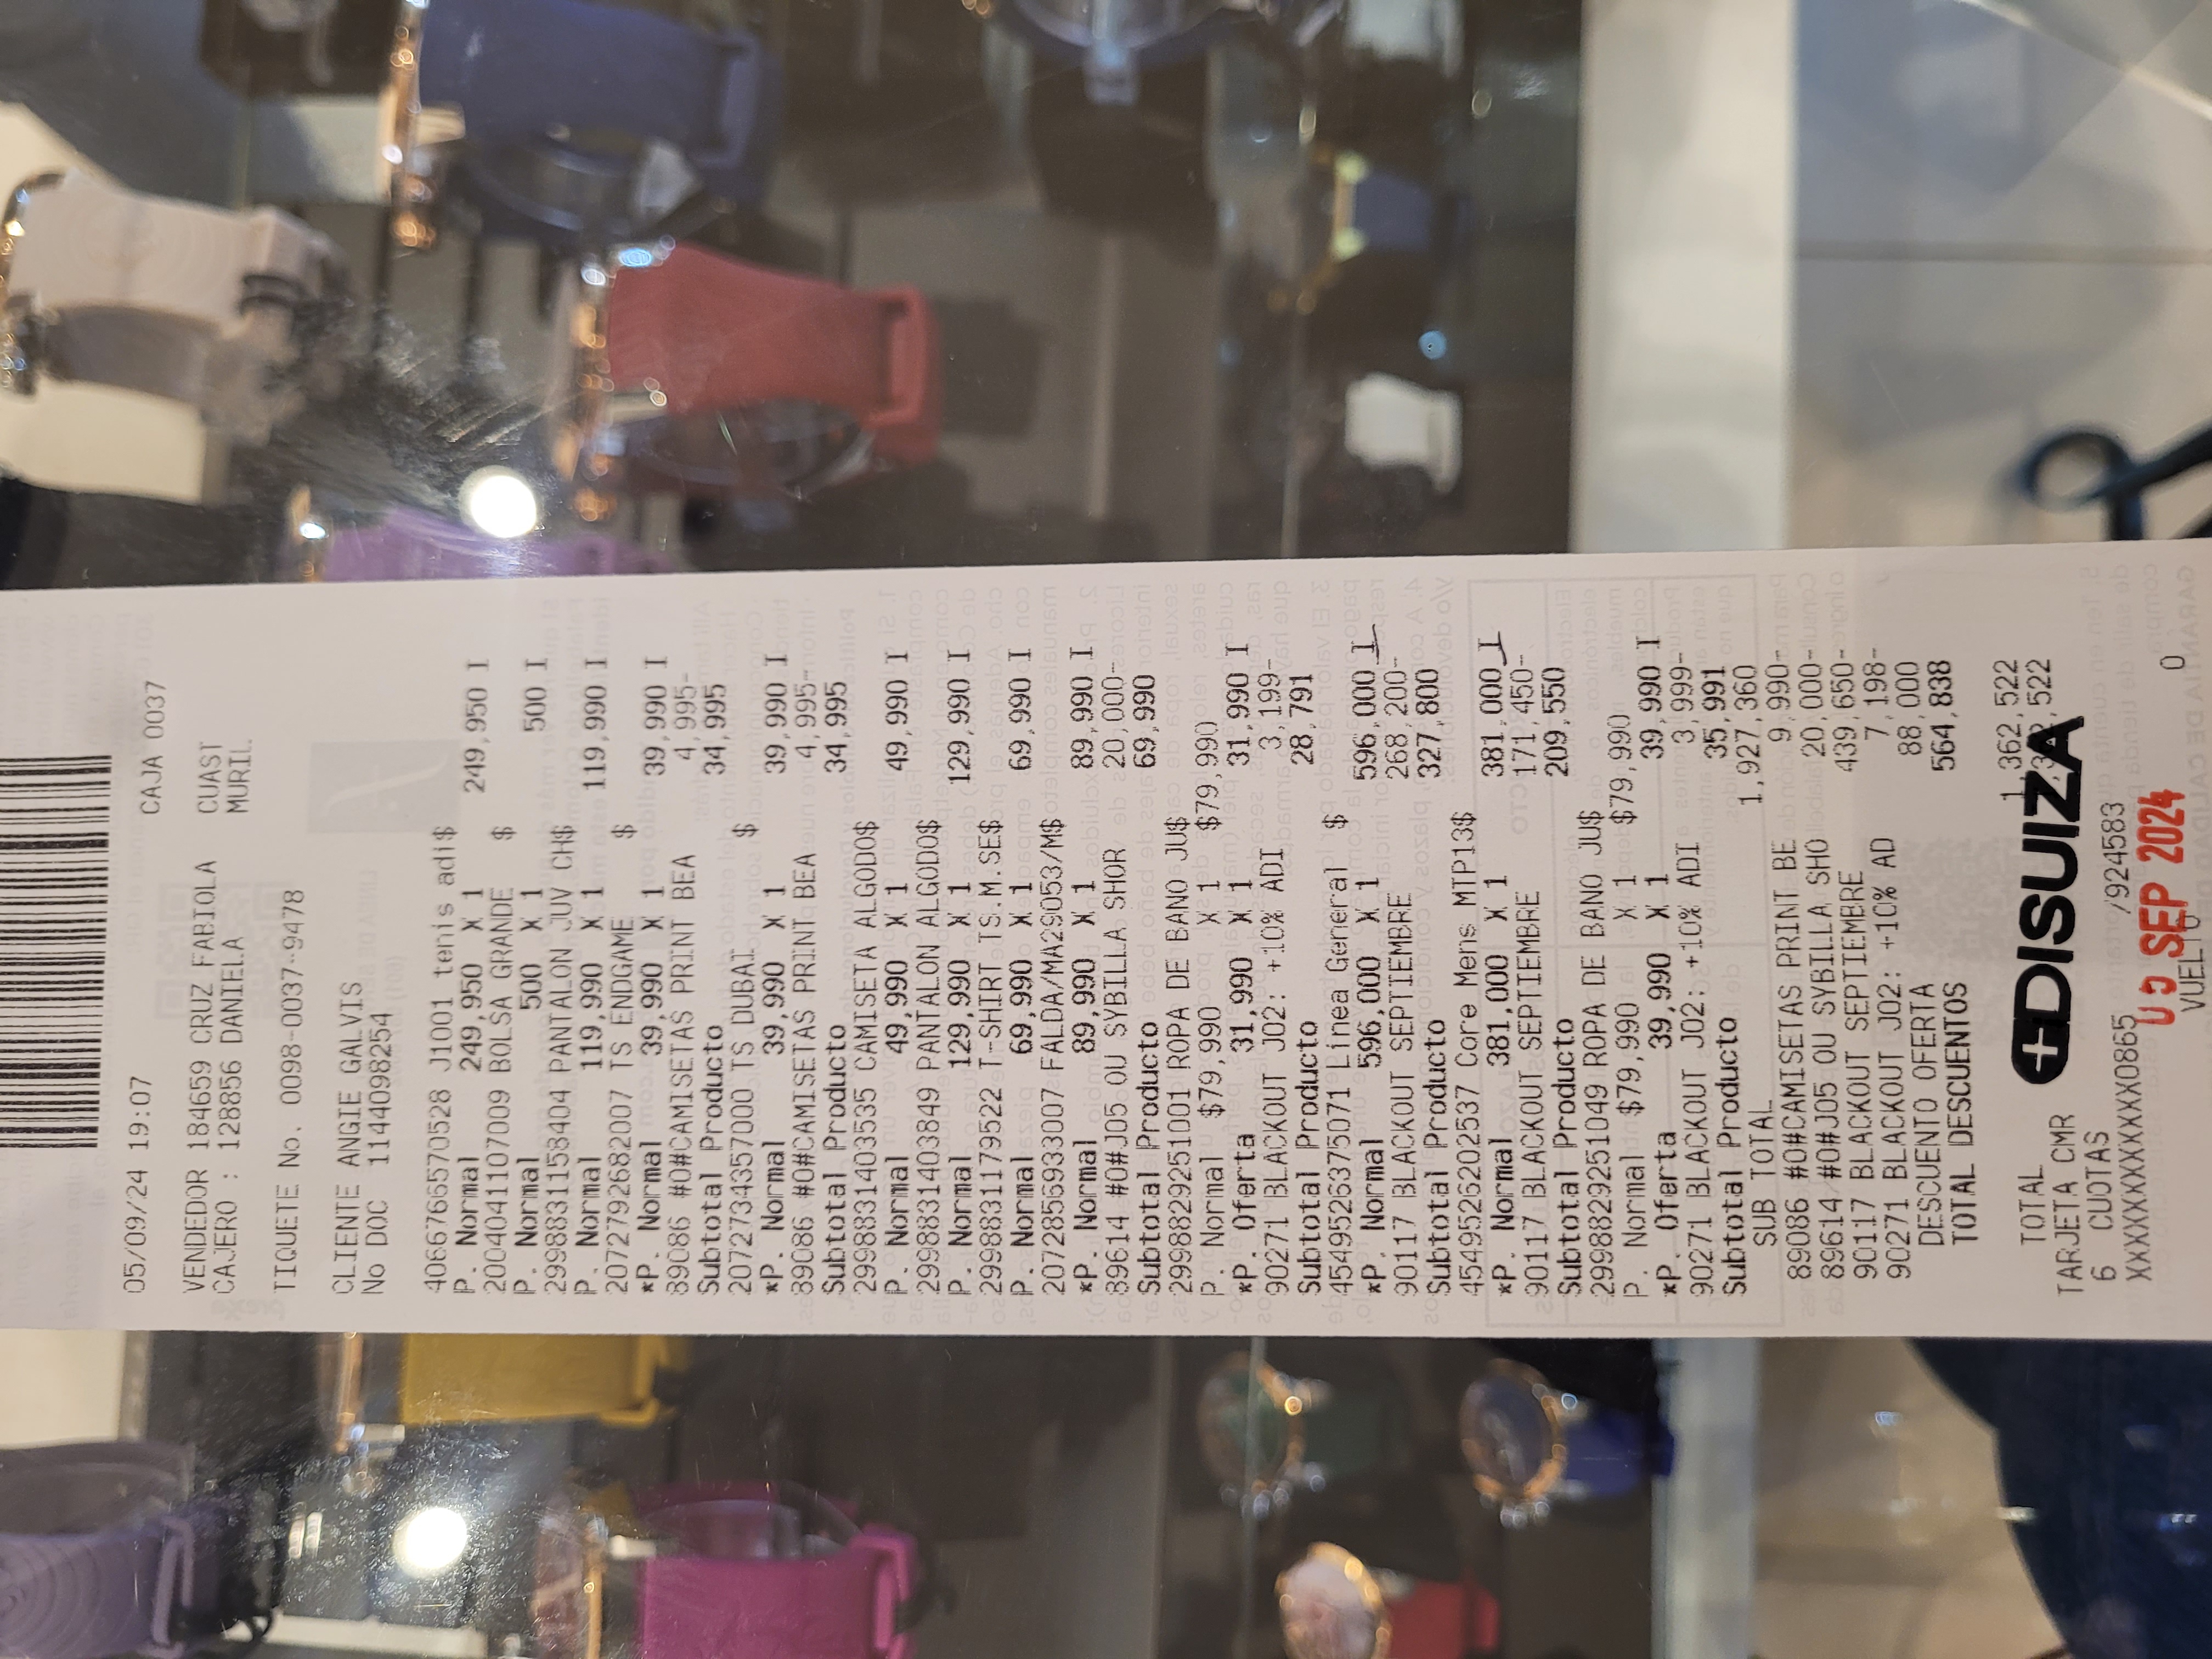 05/09/24 19:07 CAJA 0037
VENDEDOR 184659 CRUZ FABIOLA CUAST
CAJERO : 128856 DANIELA MURIL
TIQUETE No. 0098-0037-9478
CLIENTE ANGIE GALVIS
No DOC 1144098254
4066766570528 J1001 tenis adi$
P. Normal 249,950 X 1 249,950 I
2004041107009 BOLSA GRANDE $
P. Normal 500 X 1 500 I
2998831158404 PANTALON JUV CH$
P. Normal 119,990 X 1 119,990 I
2072792682007 TS ENDGAME $
*P. Normal 39,990 X 1 39,990 I
89086 #0#CAMISETAS PRINT BEA 4,995-
Subtotal Producto 34,995
2072734357000 TS DUBAI $
*P. Normal 39,990 X 1 39,990 I
89086 #0#CAMISETAS PRINT BEA 4,995-
Subtotal Producto 34,995
2998831403535 CAMISETA ALGODO$
P. Normal 49,990 X 1 49,990 I
2998831403849 PANTALON ALGODO$
P. Normal 129,990 X 1 129,990 I
2998831179522 T-SHIRT TS.M.SE$
P. Normal 69,990 X 1 69,990 I
2072856933007 FALDA/MA29053/M$
*P. Normal 89,990 X 1 89,990 I
89614 #0#J05 OU SYBILLA SHOR 20,000-
Subtotal Producto 69,990
2998829251001 ROPA DE BANO JU$
P. Normal $79,990 X 1 $79,990
*P. Oferta 31,990 X 1 31,990 I
90271 BLACKOUT J02: +10% ADI 3,199-
Subtotal Producto 28,791
4549526375071 Linea General $
*P. Normal 596,000 X 1 596,000 I
90117 BLACKOUT SEPTIEMBRE 268,200-
Subtotal Producto 327,800
4549526202537 Core Mens MTP13$
*P. Normal 381,000 X 1 381,000 I
90117 BLACKOUT SEPTIEMBRE 171,450-
Subtotal Producto 209,550
2998829251049 ROPA DE BANO JU$
P. Normal $79,990 X 1 $79,990
*P. Oferta 39,990 X 1 39,990 I
90271 BLACKOUT J02: +10% ADI 3,999-
Subtotal Producto 35,991
SUB TOTAL 1,927,360
89086 #0#CAMISETAS PRINT BE 9,990-
89614 #0#J05 OU SYBILLA SHO 20,000-
90117 BLACKOUT SEPTIEMBRE 439,650-
90271 BLACKOUT J02: +10% AD 7,198-
DESCUENTO OFERTA 88,000
TOTAL DESCUENTOS 564,838
TOTAL 1,362,522
DISUIZA
TARJETA CMR
6 CUOTAS /924583
XXXXXXXXXXXXXXX0865
SEP 2024
VUELTO 0